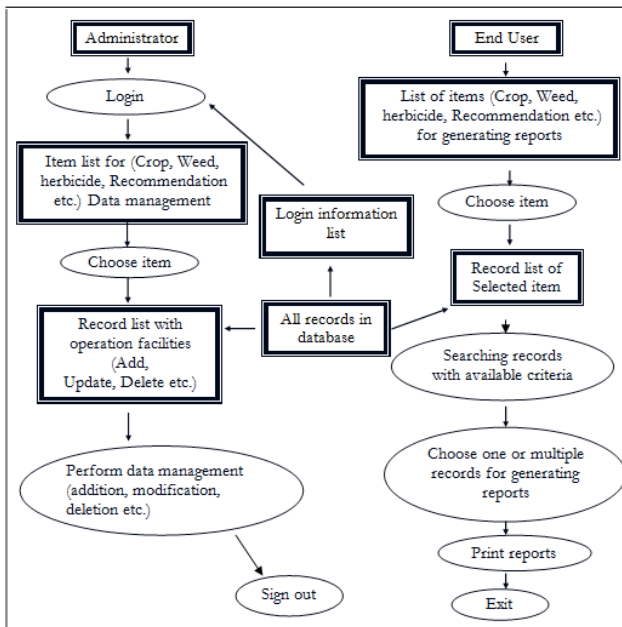 Administrator
Login
Item list for (Crop, Weed,
herbicide, Recommendation
etc.) Data management
Choose item
Record list with
operation facilities
(Add,
Update, Delete etc.)
Perform data management
(addition, modification,
deletion etc.)
Sign out
Login information
list
All records in
database
End User
List of items (Crop, Weed,
herbicide, Recommendation etc.)
for generating reports
Choose item
Record list of
Selected item
Searching records
with available criteria
Choose one or multiple
records for generating
reports
Print reports
Exit